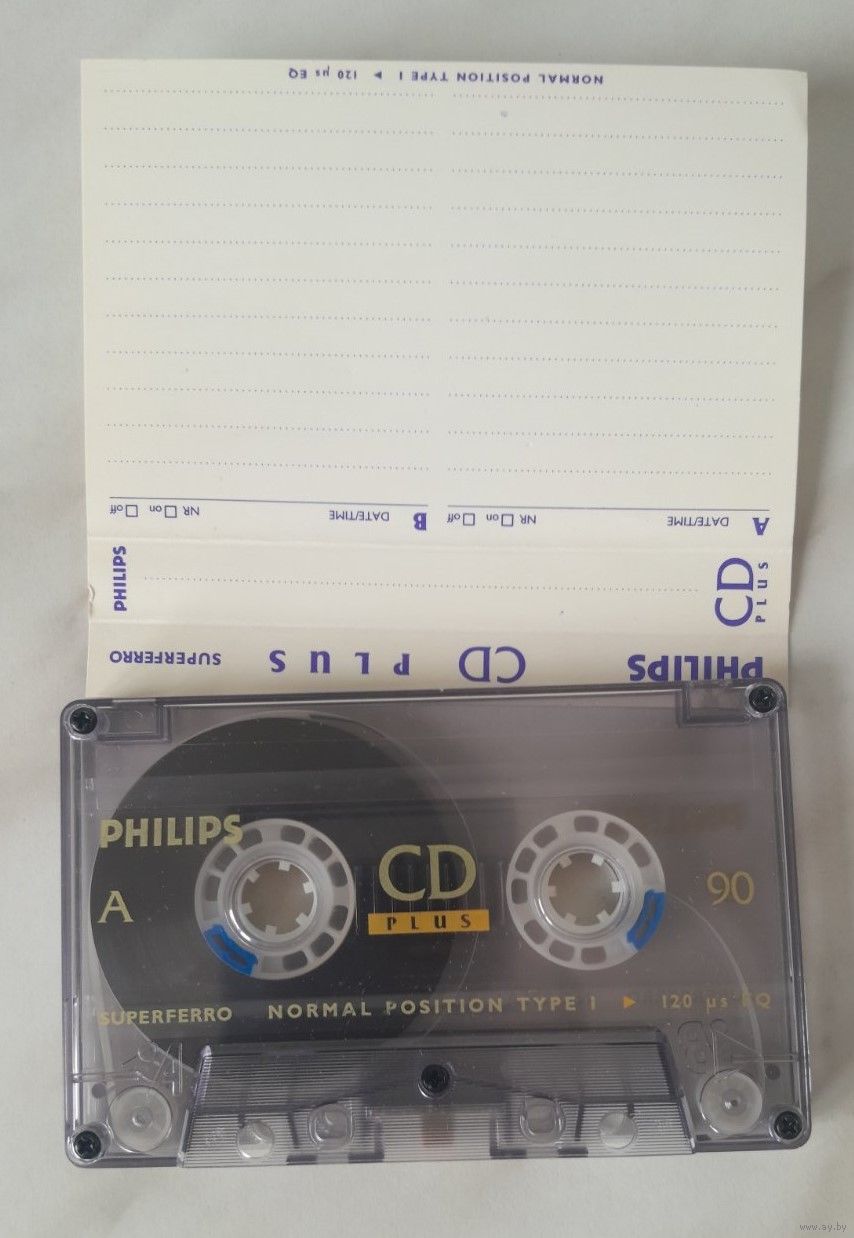 NORMAL POSITION TYPE I ▶ 120 µs EQ
A DATE/TIME NR □ on □ off
B DATE/TIME NR □ on □ off
CD PLUS
PHILIPS
PHILIPS CD PLUS SUPERFERRO
PHILIPS
CD
PLUS
A
90
SUPERFERRO NORMAL POSITION TYPE I ▶ 120 µs EQ
www.ay.by